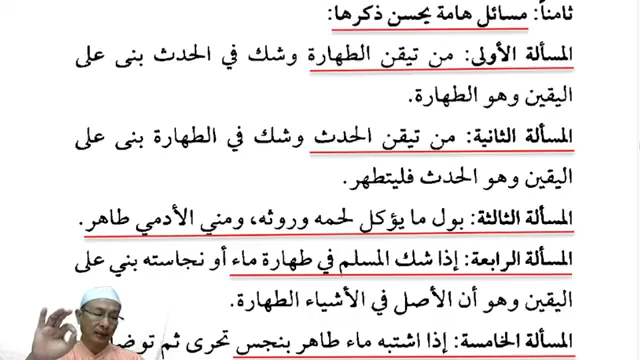 ثامناً: مسائل هامة يحسن ذكرها:
المسألة الأولى: من تيقن الطهارة وشك في الحدث بنى على
اليقين وهو الطهارة.
المسألة الثانية: من تيقن الحدث وشك في الطهارة بنى على
اليقين وهو الحدث فليتطهر.
المسألة الثالثة: بول ما يؤكل لحمه وروثه، ومني الأدمي طاهر.
المسألة الرابعة: إذا شك المسلم في طهارة ماء أو نجاسته بني على
اليقين وهو أن الأصل في الأشياء الطهارة.
المسألة الخامسة: إذا اشتبه ماء طاهر بنجس تحرى ثم